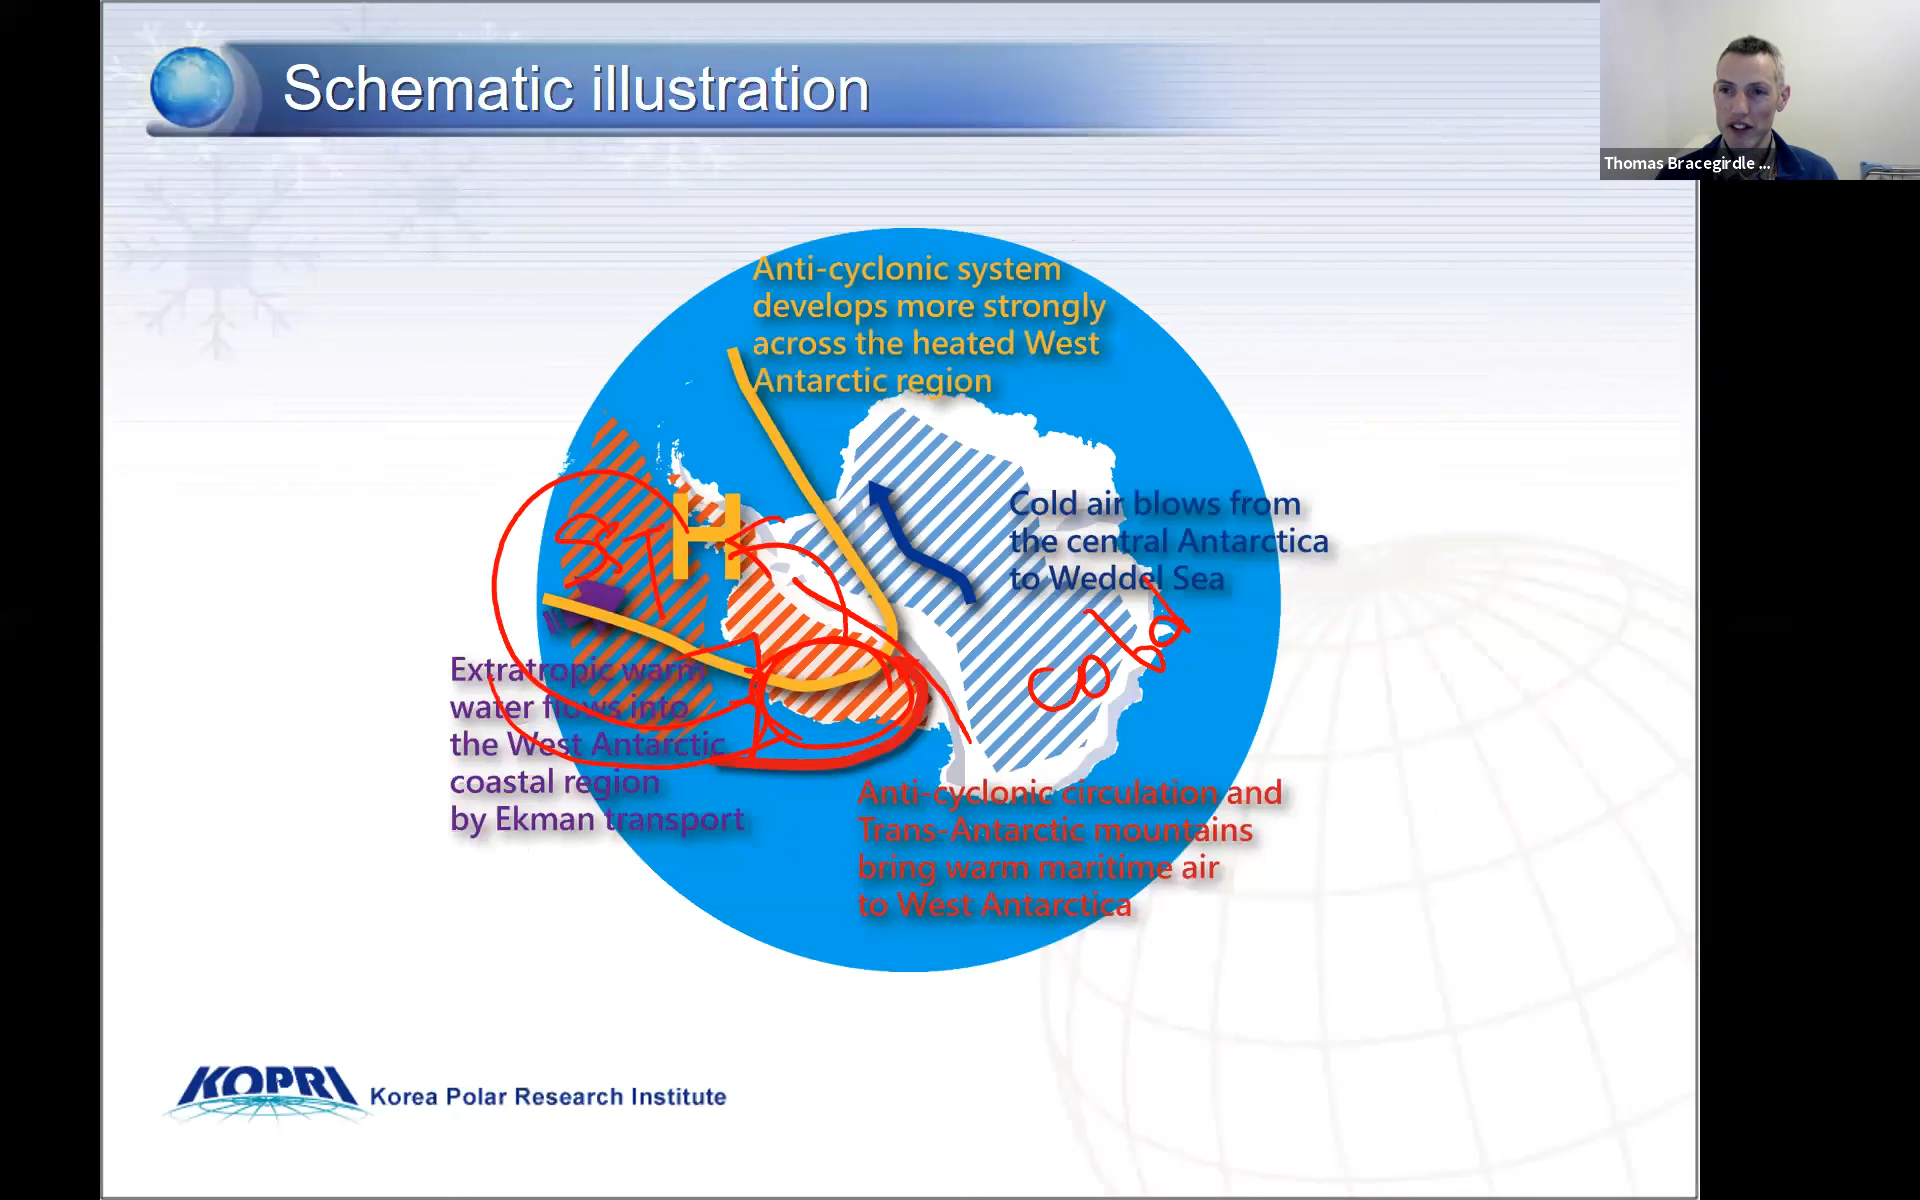 Schematic illustration
Thomas Bracegirdle ...
Anti-cyclonic system
develops more strongly
across the heated West
Antarctic region
H
Cold air blows from
the central Antarctica
to Weddel Sea
cold
Extratropic warm
water flows into
the West Antarctic
coastal region
by Ekman transport
Anti-cyclonic circulation and
Trans-Antarctic mountains
bring warm maritime air
to West Antarctica
KOPRI Korea Polar Research Institute